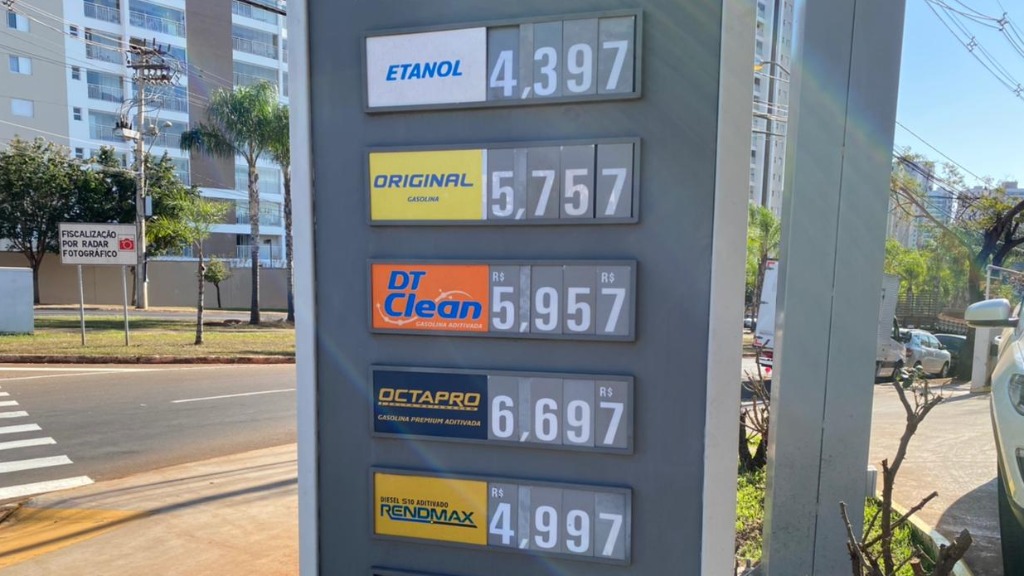 FISCALIZAÇÃO
POR RADAR
FOTOGRÁFICO
ETANOL 4,397
ORIGINAL 5,757
GASOLINA
DT R$ R$
Clean 5,957
GASOLINA ADITIVADA
R$
OCTAPRO 6,697
GASOLINA PREMIUM ADITIVADA
DIESEL S10 ADITIVADO R$
RENDMAX 4,997